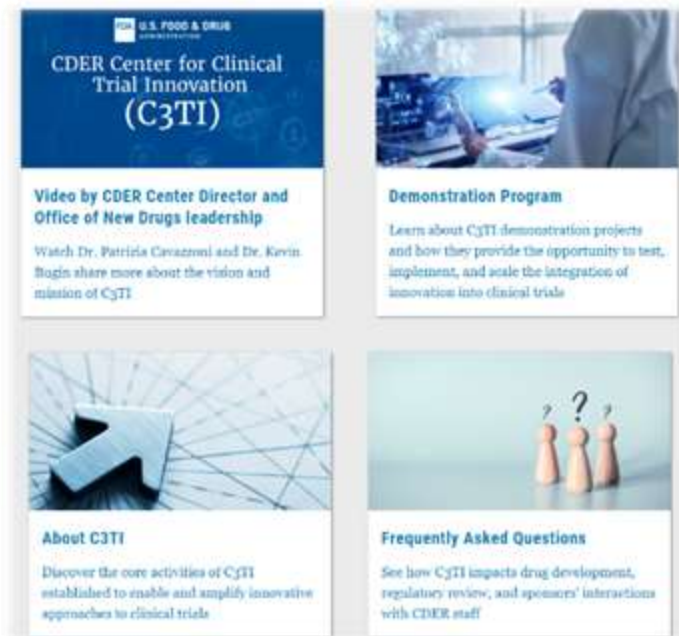 FDA U.S. FOOD & DRUG
ADMINISTRATION
CDER Center for Clinical
Trial Innovation
(C3TI)
Video by CDER Center Director and
Office of New Drugs leadership
Watch Dr. Patrizia Cavazzoni and Dr. Kevin
Bugin share more about the vision and
mission of C3TI
Demonstration Program
Learn about C3TI demonstration projects
and how they provide the opportunity to test,
implement, and scale the integration of
innovation into clinical trials
About C3TI
Discover the core activities of C3TI
established to enable and amplify innovative
approaches to clinical trials
? ? ?
Frequently Asked Questions
See how C3TI impacts drug development,
regulatory review, and sponsors' interactions
with CDER staff